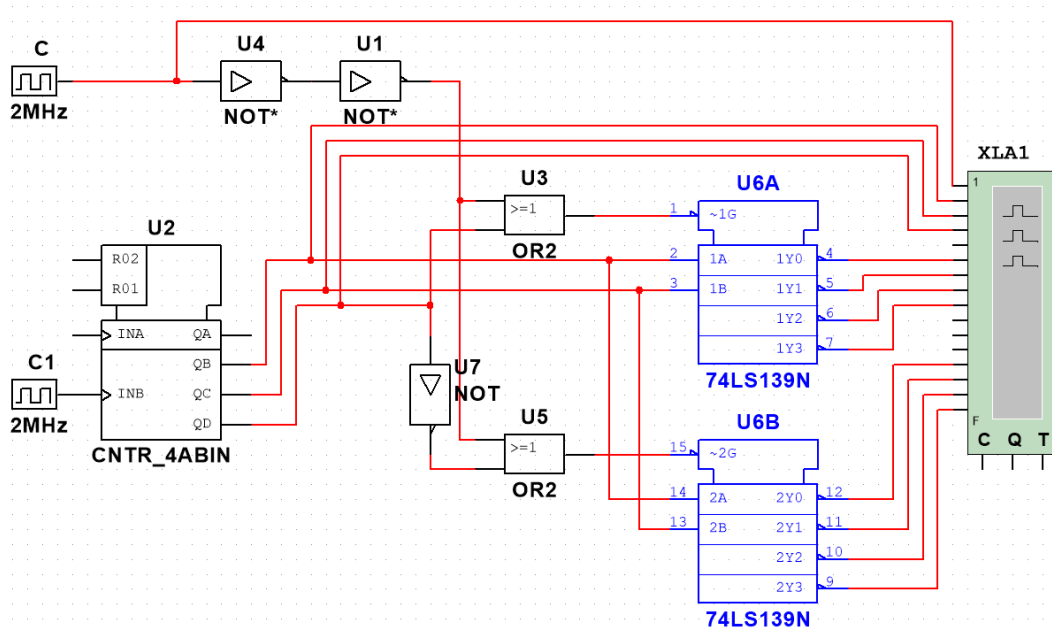 C
2MHz
U4
NOT*
U1
NOT*
XLA1
1
F
C Q T
U3
>=1
OR2
U6A
1 ~1G
2 1A 1Y0 4
3 1B 1Y1 5
1Y2 6
1Y3 7
74LS139N
U2
R02
R01
INA QA
QB
INB QC
QD
CNTR_4ABIN
C1
2MHz
U7
NOT
U5
>=1
OR2
U6B
15 ~2G
14 2A 2Y0 12
13 2B 2Y1 11
2Y2 10
2Y3 9
74LS139N